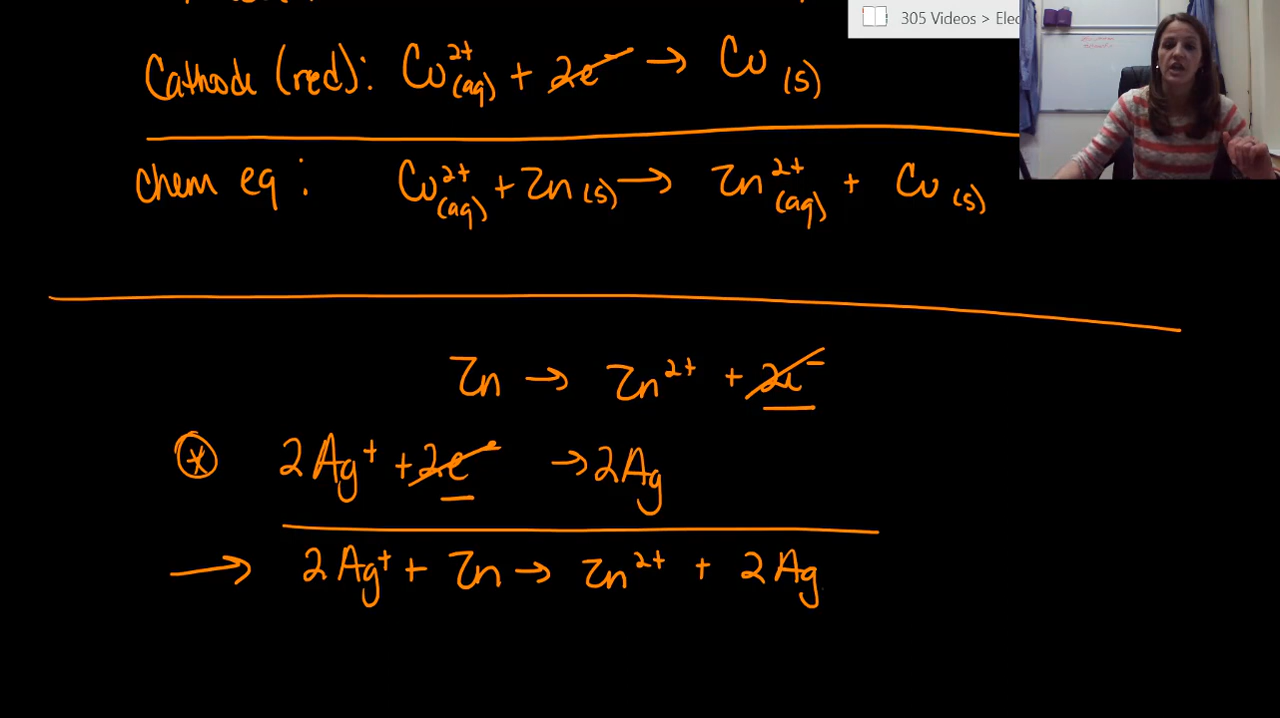 305 Videos > Elec
Cathode (red): Cu²⁺(aq) + 2e⁻ → Cu (s)
Chem eq: Cu²⁺(aq) + Zn (s) → Zn²⁺(aq) + Cu (s)
Zn → Zn²⁺ + 2e⁻
* 2Ag⁺ + 2e⁻ → 2Ag
→ 2Ag⁺ + Zn → Zn²⁺ + 2Ag